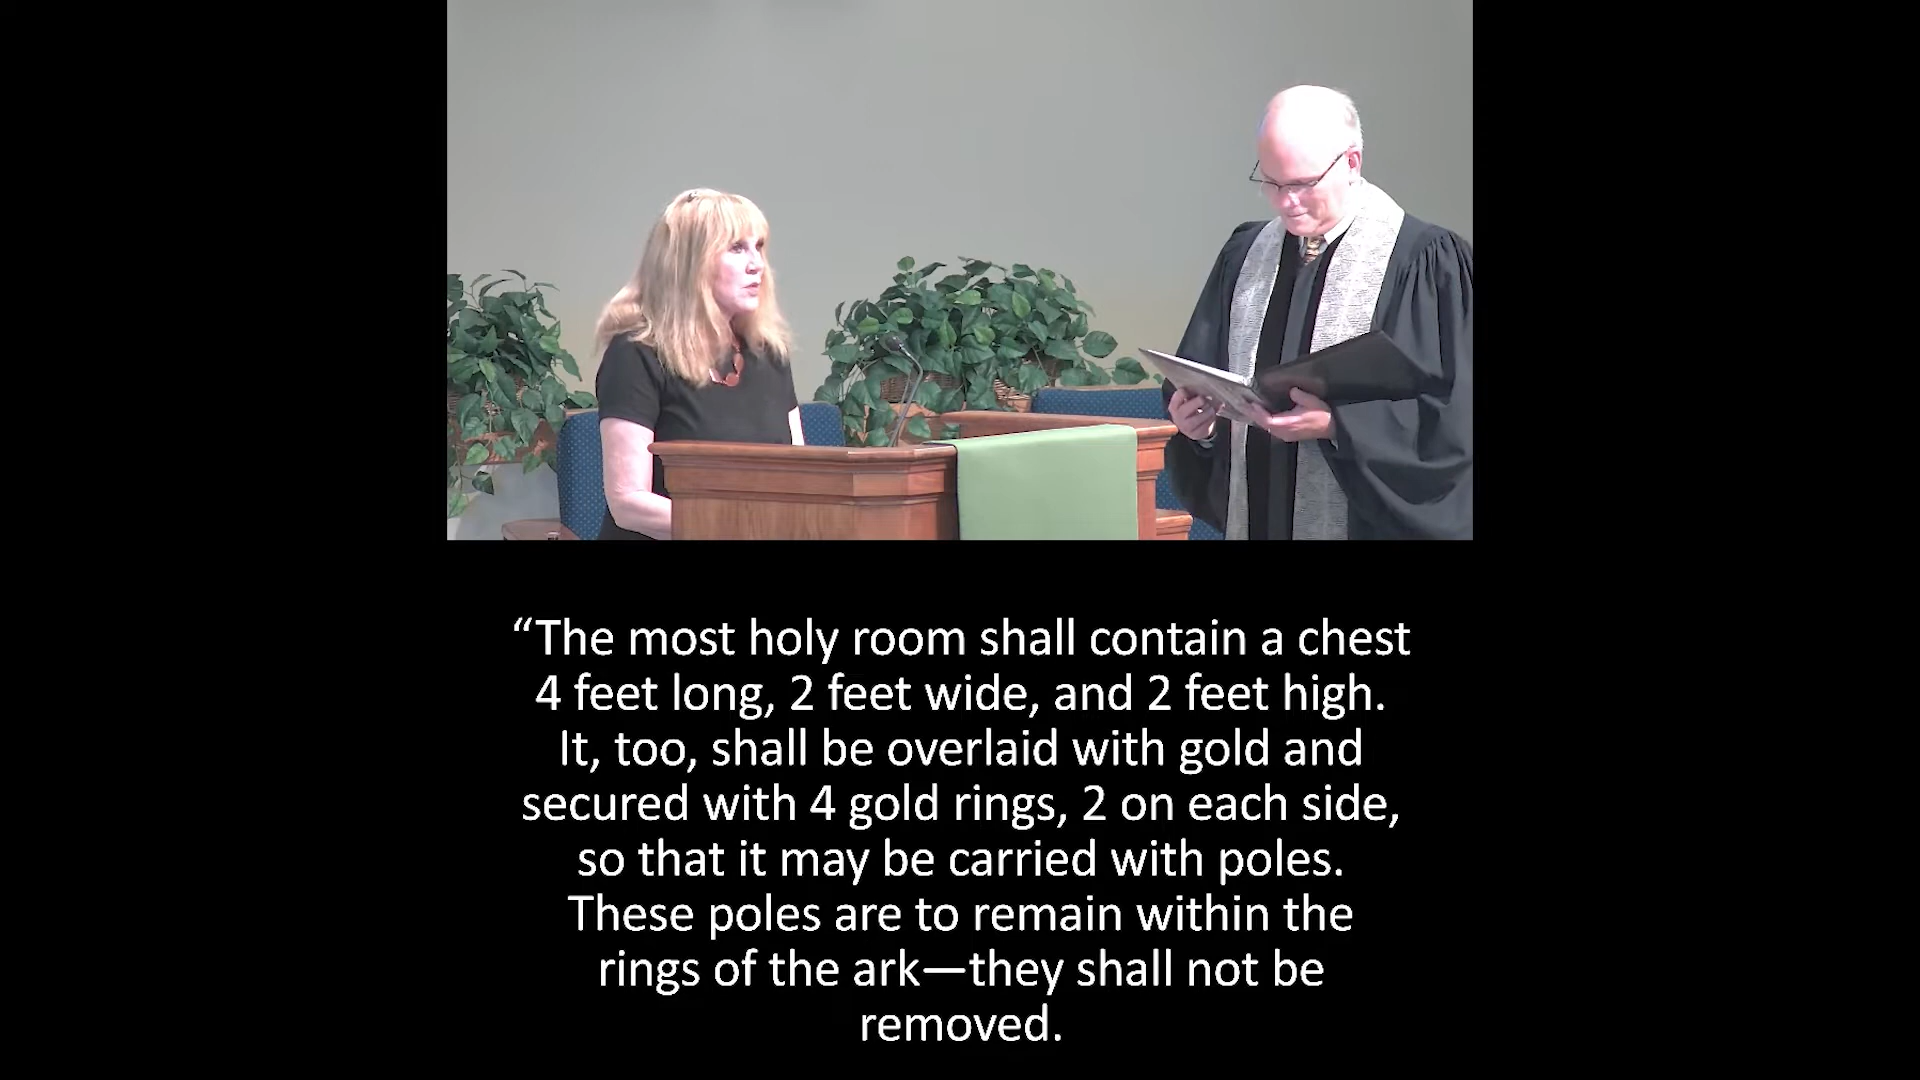 “The most holy room shall contain a chest
4 feet long, 2 feet wide, and 2 feet high.
It, too, shall be overlaid with gold and
secured with 4 gold rings, 2 on each side,
so that it may be carried with poles.
These poles are to remain within the
rings of the ark—they shall not be
removed.